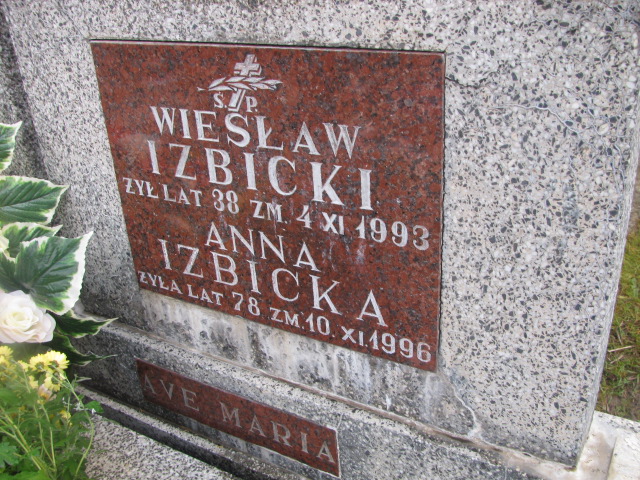 Ś. P.
WIESŁAW
IZBICKI
ŻYŁ LAT 38 ZM. 4 XI 1993
ANNA
IZBICKA
ŻYŁA LAT 78 ZM. 10.XI.1996
AVE MARIA